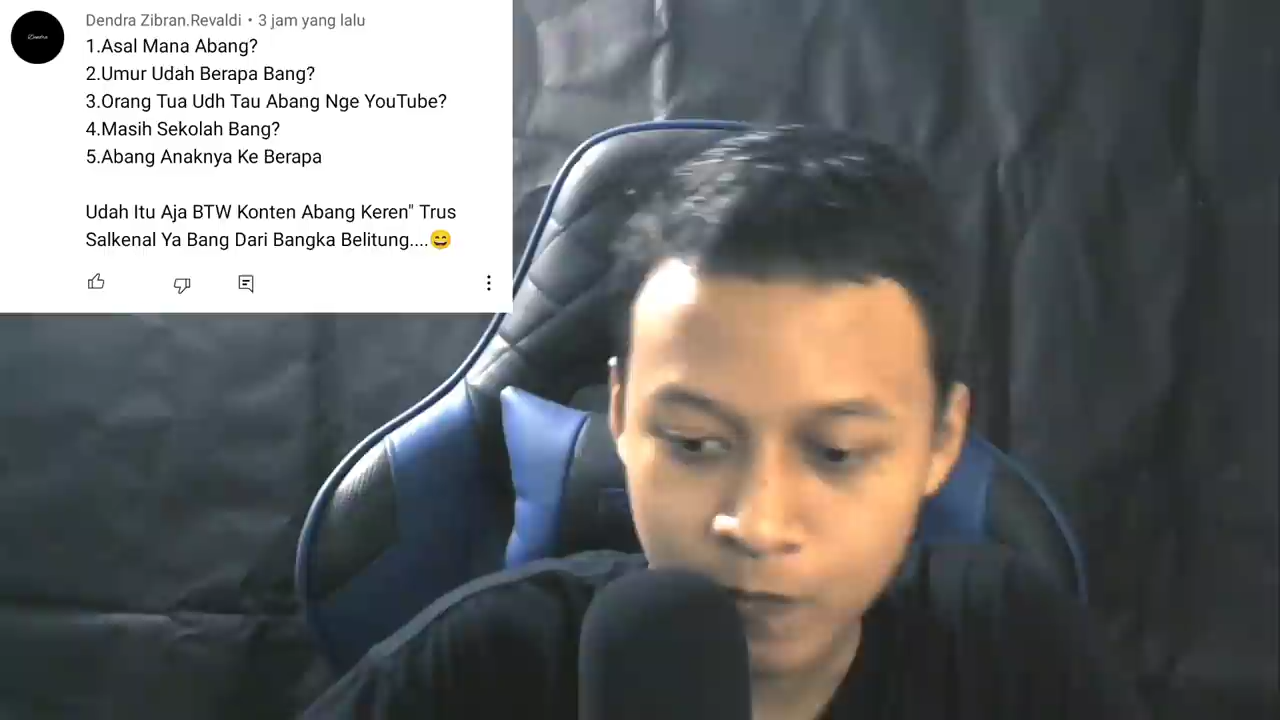 Dendra Zibran.Revaldi • 3 jam yang lalu
1.Asal Mana Abang?
2.Umur Udah Berapa Bang?
3.Orang Tua Udh Tau Abang Nge YouTube?
4.Masih Sekolah Bang?
5.Abang Anaknya Ke Berapa
Udah Itu Aja BTW Konten Abang Keren" Trus
Salkenal Ya Bang Dari Bangka Belitung....😄